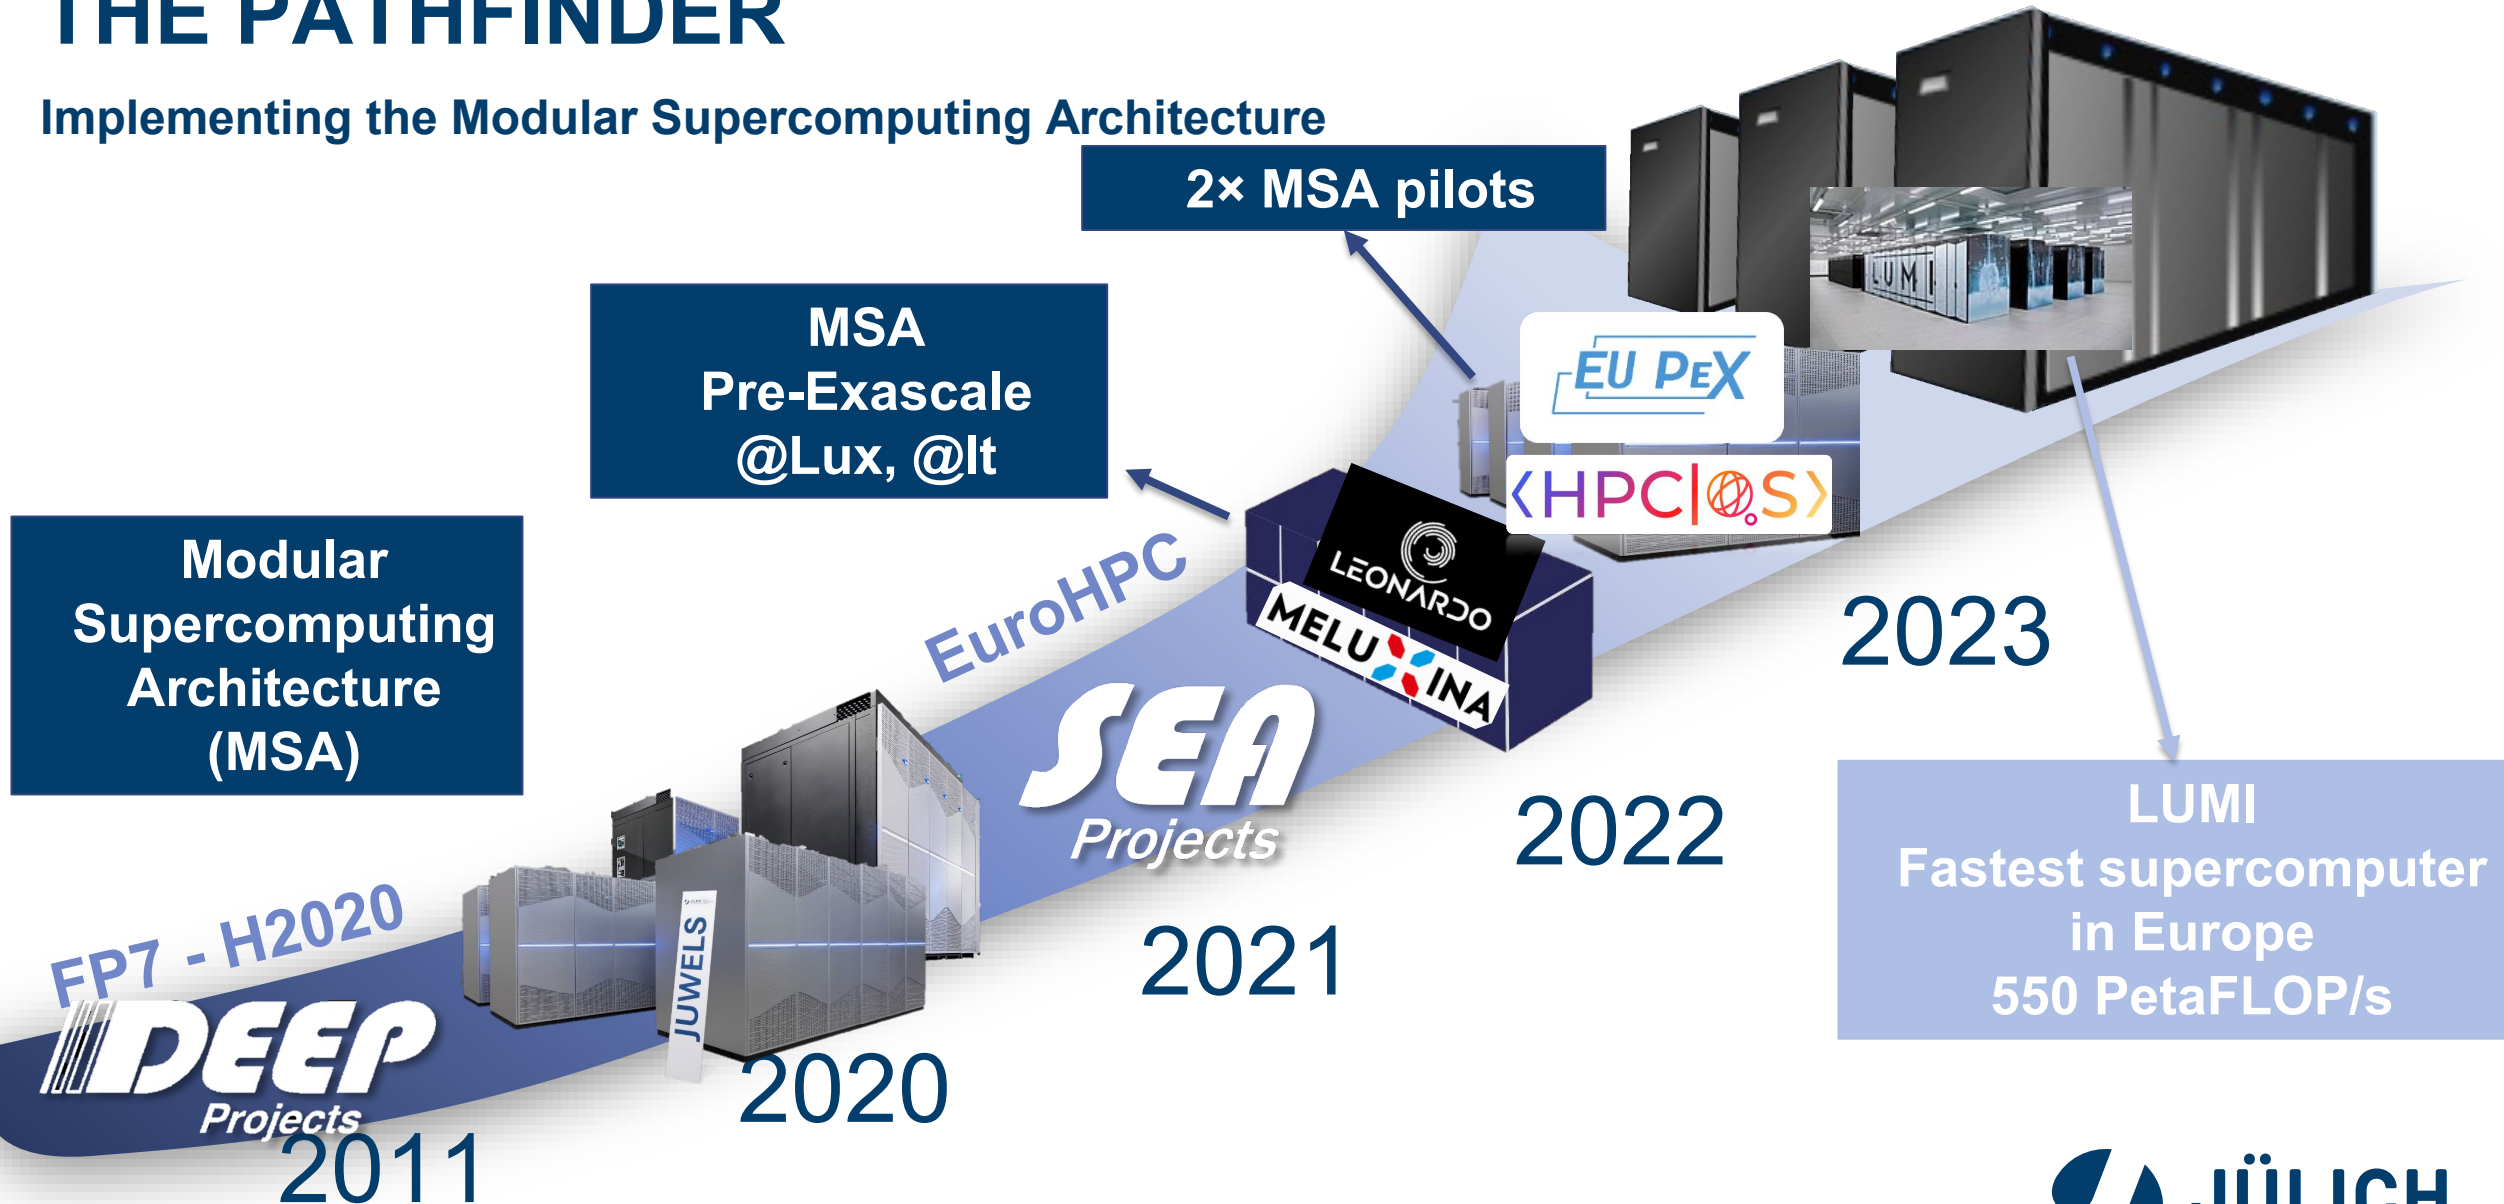 THE PATHFINDER
Implementing the Modular Supercomputing Architecture
2× MSA pilots
MSA
Pre-Exascale
@Lux, @It
Modular
Supercomputing
Architecture
(MSA)
LUMI
EU PEX
<HPC|QS>
EuroHPC
LEONARDO
MELUXINA
2023
SEA
Projects
2022
LUMI
Fastest supercomputer
in Europe
550 PetaFLOP/s
FP7 - H2020
JUWELS
2021
DEEP
Projects
2020
2011
JÜLICH